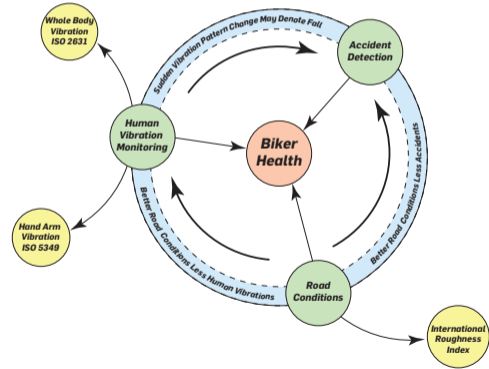 Whole Body
Vibration
ISO 2631
Sudden Vibration Pattern Change May Denote Fall
Accident
Detection
Human
Vibration
Monitoring
Biker
Health
Better Road Conditions Less Accidents
Better Road Conditions Less Human Vibrations
Hand Arm
Vibration
ISO 5349
Road
Conditions
International
Roughness
Index